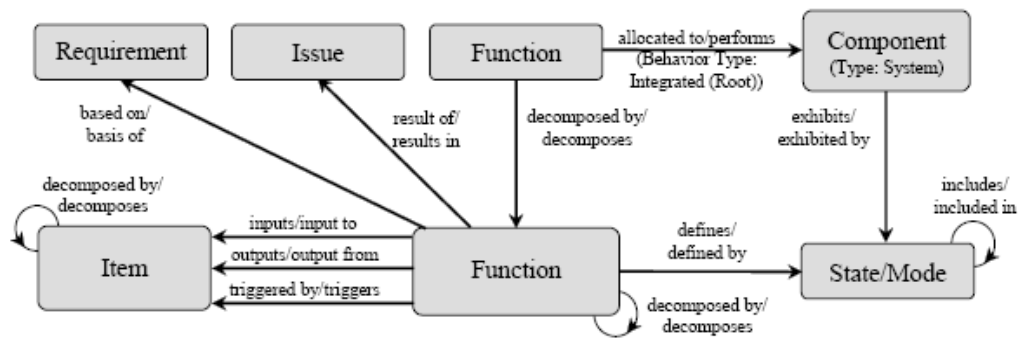 Requirement
Issue
Function
allocated to/performs
(Behavior Type:
Integrated (Root))
Component
(Type: System)
based on/
basis of
result of/
results in
decomposed by/
decomposes
exhibits/
exhibited by
decomposed by/
decomposes
inputs/input to
outputs/output from
triggered by/triggers
Item
Function
defines/
defined by
includes/
included in
State/Mode
decomposed by/
decomposes